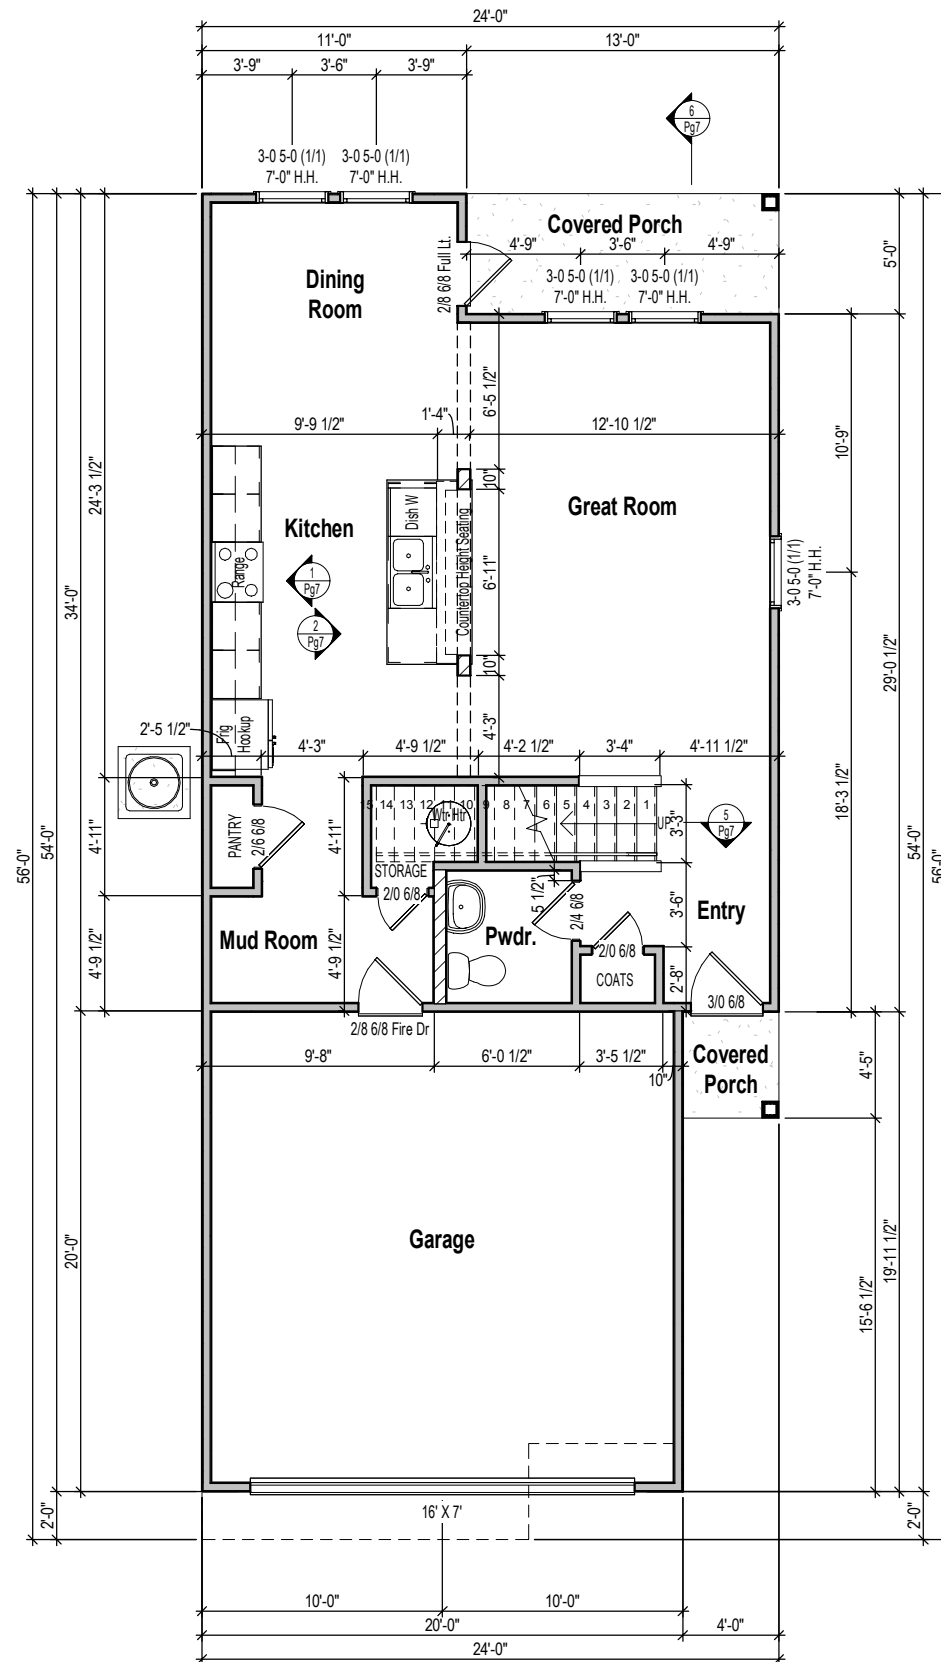 24'-0"
11'-0"
13'-0"
3'-9"
3'-6"
3'-9"
6
Pg7
3-0 5-0 (1/1)
7'-0" H.H.
3-0 5-0 (1/1)
7'-0" H.H.
Covered Porch
4'-9"
3'-6"
4'-9"
2/8 6/8 Full Lt.
3-0 5-0 (1/1)
7'-0" H.H.
3-0 5-0 (1/1)
7'-0" H.H.
5'-0"
Dining
Room
6'-5 1/2"
1'-4"
9'-9 1/2"
12'-10 1/2"
10'-9"
24'-3 1/2"
10"
Dish W
Great Room
Kitchen
Countertop Height Seating
6'-11"
Range
1
Pg7
2
Pg7
3-0 5-0 (1/1)
7'-0" H.H.
34'-0"
10"
29'-0 1/2"
Frig
Hookup
2'-5 1/2"
4'-3"
4'-3"
4'-9 1/2"
4'-2 1/2"
3'-4"
4'-11 1/2"
18'-3 1/2"
56'-0"
54'-0"
4'-11"
PANTRY
2/6 6/8
4'-11"
15 14 13 12 11 10 9 8 7 6 5 4 3 2 1
Wtr Htr
UP
3'-3"
5
Pg7
54'-0"
56'-0"
STORAGE
2/0 6/8
5 1/2"
2/4 6/8
3'-6"
Entry
Mud Room
4'-9 1/2"
4'-9 1/2"
Pwdr.
2/0 6/8
COATS
2'-8"
3/0 6/8
2/8 6/8 Fire Dr
9'-8"
6'-0 1/2"
3'-5 1/2"
10"
Covered
Porch
4'-5"
Garage
20'-0"
19'-11 1/2"
15'-6 1/2"
16' X 7'
2'-0"
2'-0"
10'-0"
10'-0"
20'-0"
4'-0"
24'-0"